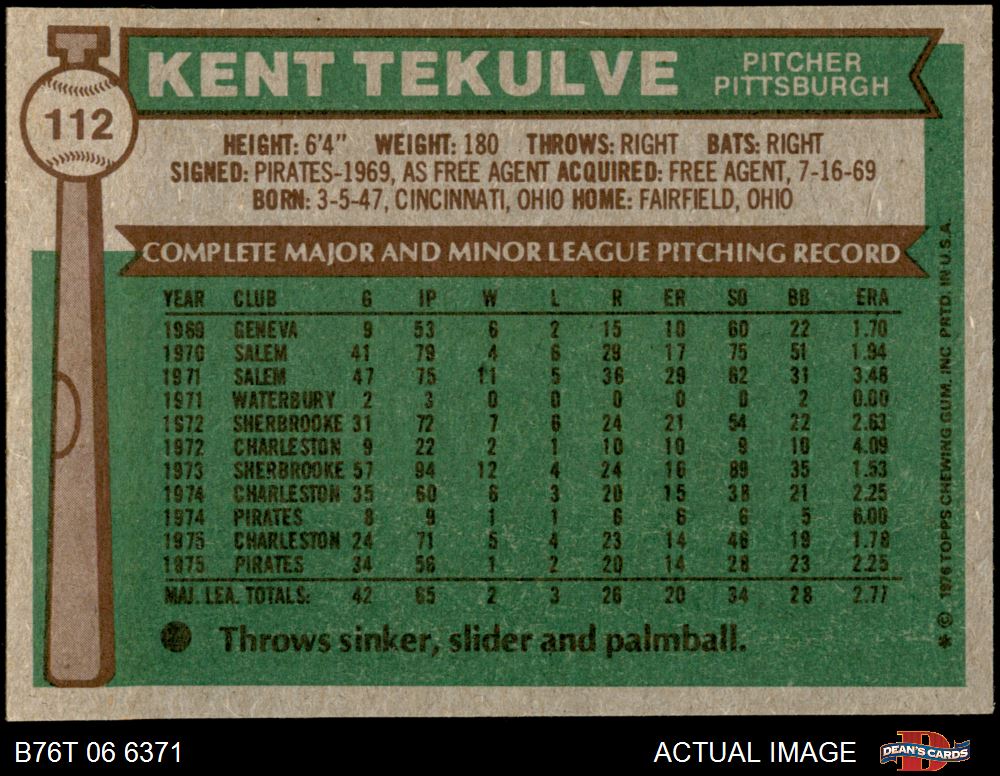 KENT TEKULVE
PITCHER
PITTSBURGH
112
HEIGHT: 6'4" WEIGHT: 180 THROWS: RIGHT BATS: RIGHT
SIGNED: PIRATES-1969, AS FREE AGENT ACQUIRED: FREE AGENT, 7-16-69
BORN: 3-5-47, CINCINNATI, OHIO HOME: FAIRFIELD, OHIO
COMPLETE MAJOR AND MINOR LEAGUE PITCHING RECORD
YEAR CLUB G IP W L R ER SO BB ERA
1969 GENEVA 9 53 6 2 15 10 60 22 1.70
1970 SALEM 41 79 4 6 29 17 75 51 1.94
1971 SALEM 47 75 11 5 36 29 62 31 3.48
1971 WATERBURY 2 3 0 0 0 0 0 2 0.00
1972 SHERBROOKE 31 72 7 6 24 21 54 22 2.63
1972 CHARLESTON 9 22 2 1 10 10 9 10 4.09
1973 SHERBROOKE 57 94 12 4 24 16 89 35 1.53
1974 CHARLESTON 35 60 6 3 20 15 38 21 2.25
1974 PIRATES 8 9 1 1 6 6 6 5 6.00
1975 CHARLESTON 24 71 5 4 23 14 46 19 1.78
1975 PIRATES 34 56 1 2 20 14 28 23 2.25
MAJ. LEA. TOTALS: 42 65 2 3 26 20 34 28 2.77
Throws sinker, slider and palmball.
* © 1976 TOPPS CHEWING GUM, INC PRTD. IN U.S.A.
B76T 06 6371
ACTUAL IMAGE
D
DEAN'S CARDS